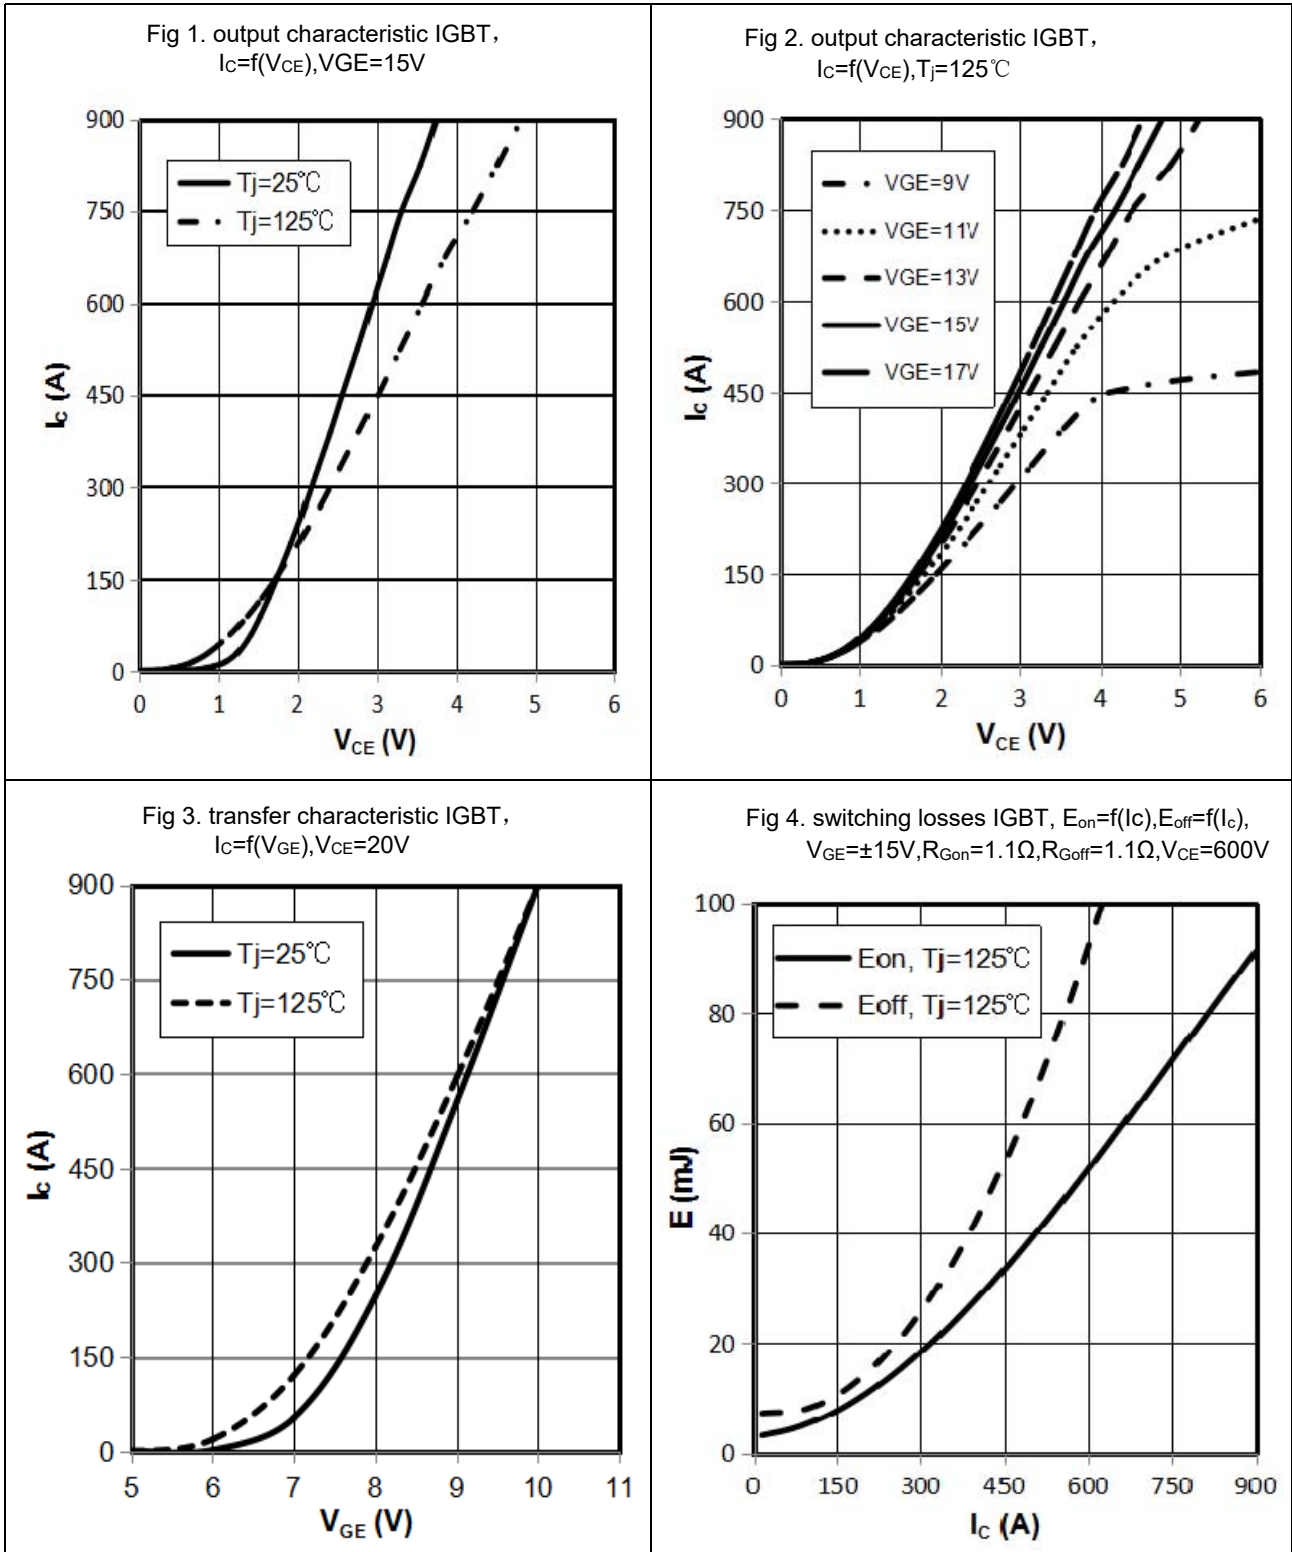 Fig 1. output characteristic IGBT，
IC=f(VCE),VGE=15V
900
750
600
450
300
150
0
0 1 2 3 4 5 6
IC (A)
VCE (V)
Tj=25℃
Tj=125℃
Fig 2. output characteristic IGBT，
IC=f(VCE),Tj=125℃
900
750
600
450
300
150
0
0 1 2 3 4 5 6
IC (A)
VCE (V)
VGE=9V
VGE=11V
VGE=13V
VGE=15V
VGE=17V
Fig 3. transfer characteristic IGBT，
IC=f(VGE),VCE=20V
900
750
600
450
300
150
0
5 6 7 8 9 10 11
IC (A)
VGE (V)
Tj=25℃
Tj=125℃
Fig 4. switching losses IGBT, Eon=f(Ic),Eoff=f(Ic),
VGE=±15V,RGon=1.1Ω,RGoff=1.1Ω,VCE=600V
100
80
60
40
20
0
0 150 300 450 600 750 900
E (mJ)
IC (A)
Eon, Tj=125℃
Eoff, Tj=125℃